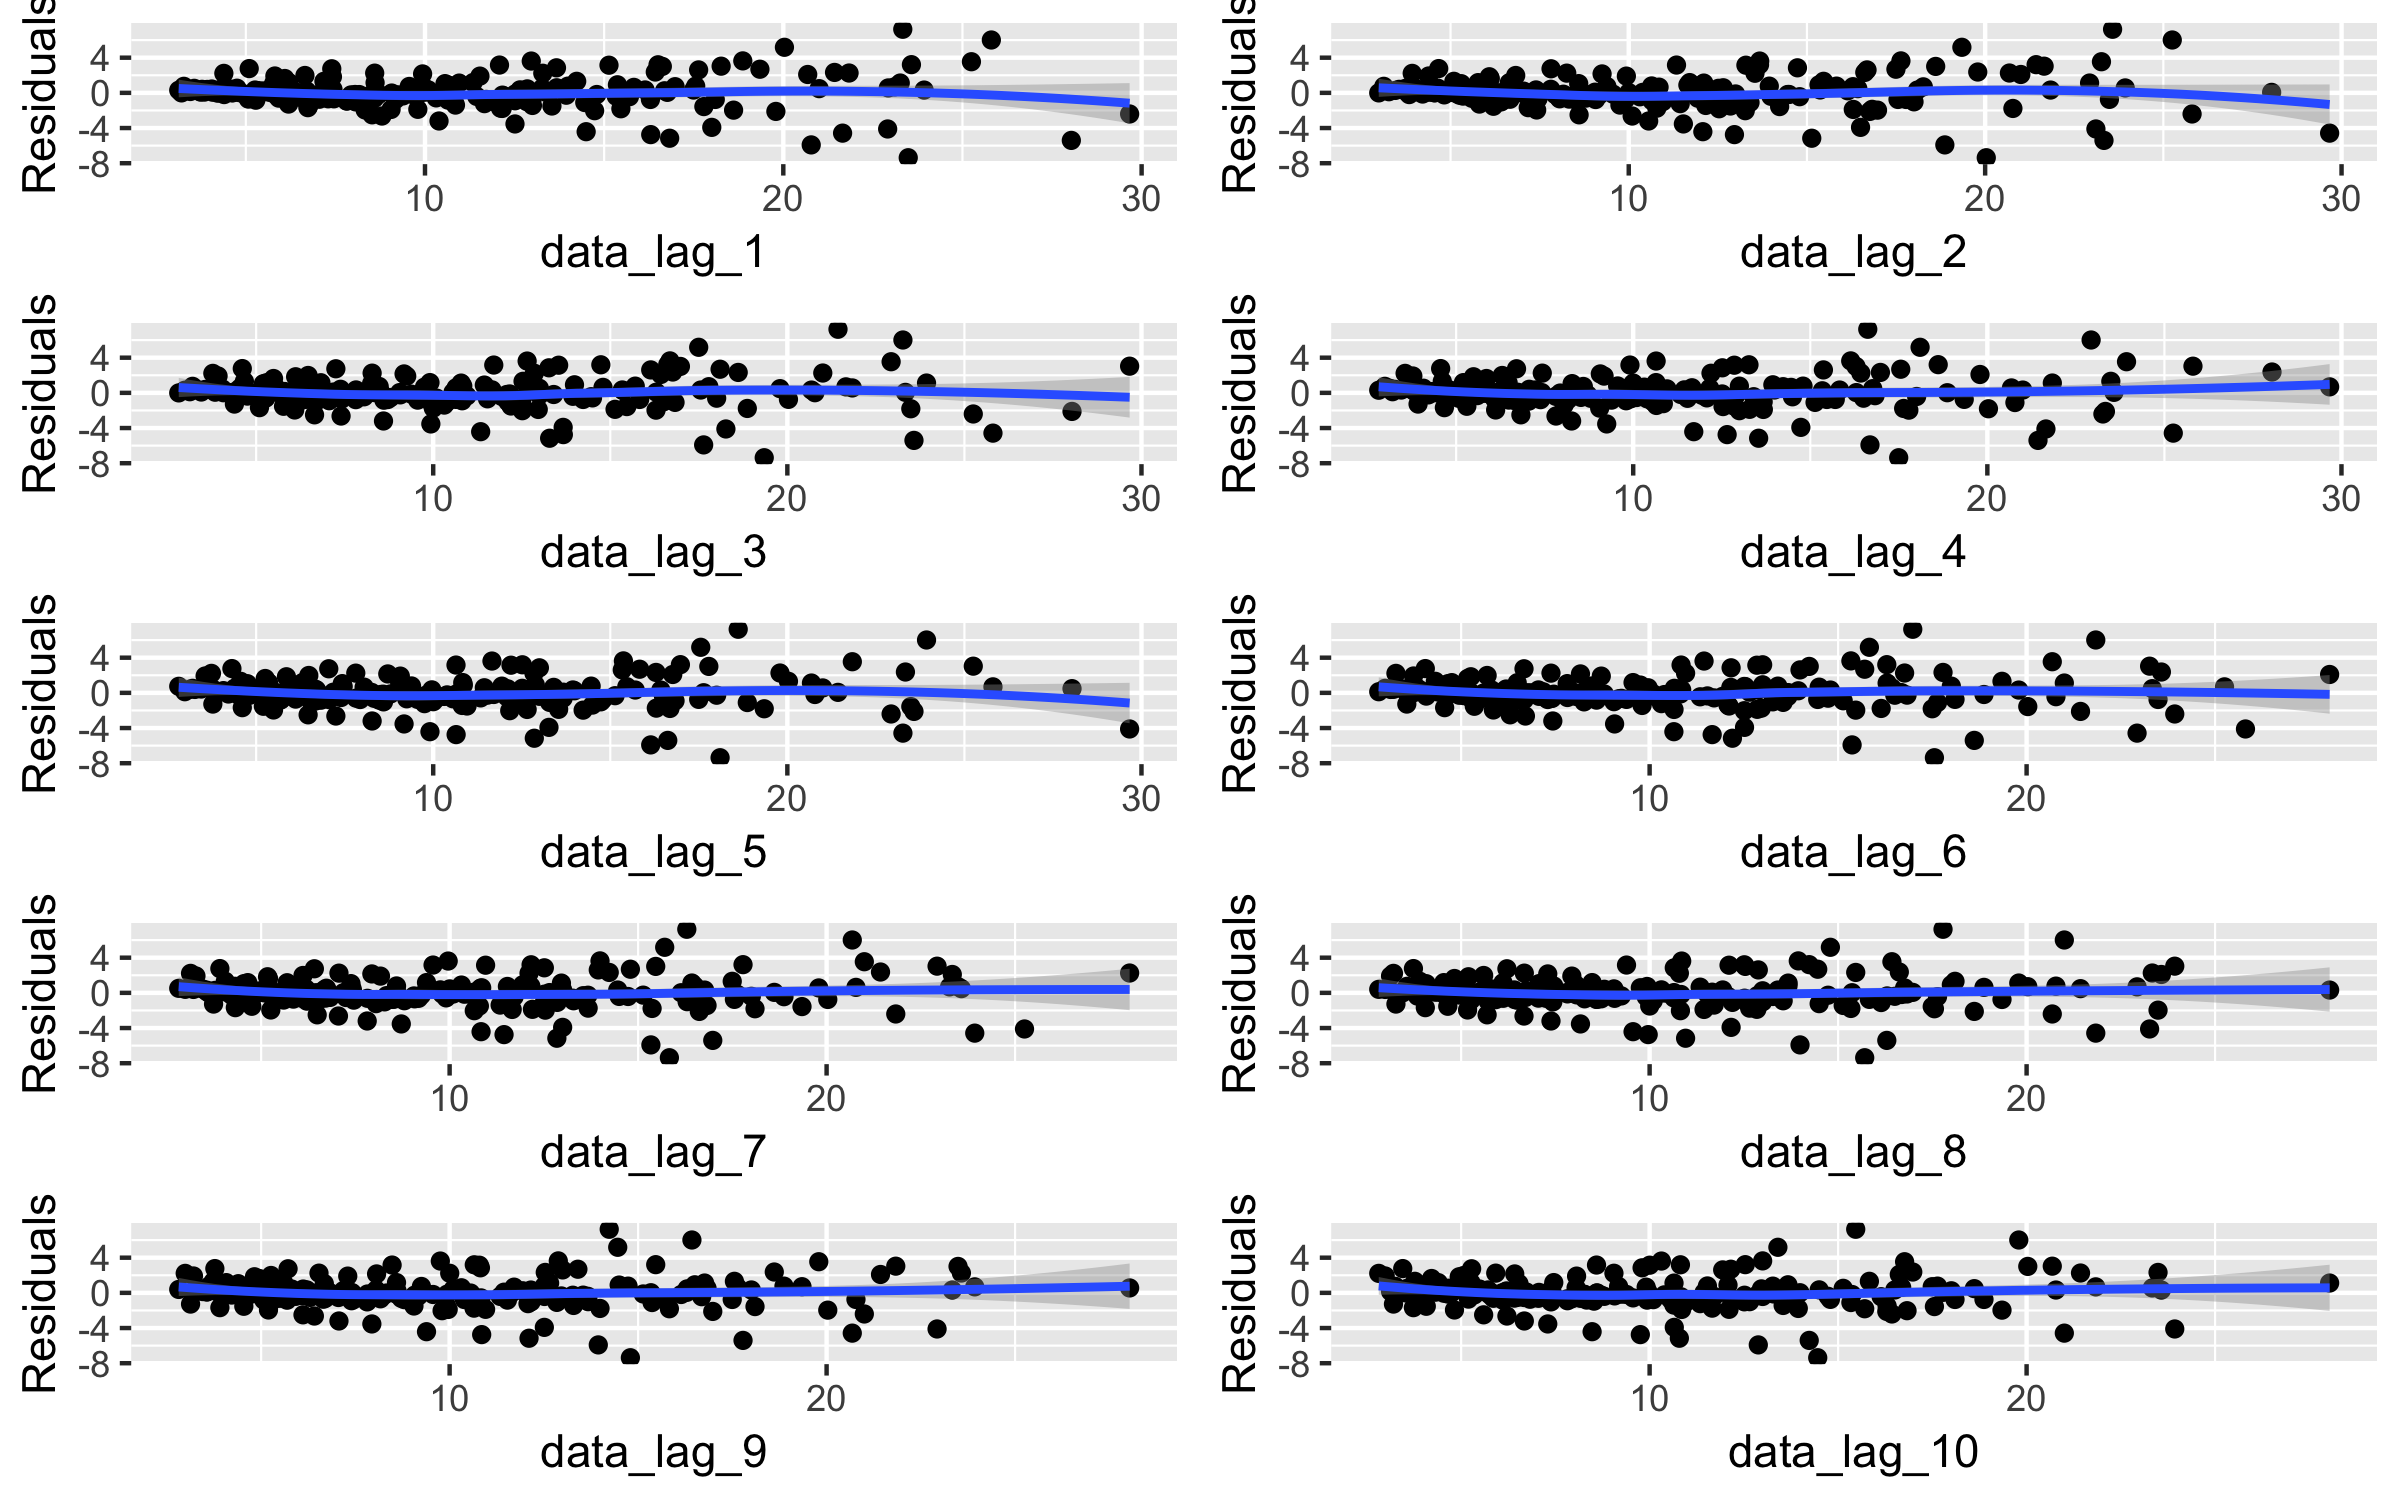 Residuals
4
0
-4
-8
10 20 30
data_lag_1
Residuals
4
0
-4
-8
10 20 30
data_lag_2
Residuals
4
0
-4
-8
10 20 30
data_lag_3
Residuals
4
0
-4
-8
10 20 30
data_lag_4
Residuals
4
0
-4
-8
10 20 30
data_lag_5
Residuals
4
0
-4
-8
10 20
data_lag_6
Residuals
4
0
-4
-8
10 20
data_lag_7
Residuals
4
0
-4
-8
10 20
data_lag_8
Residuals
4
0
-4
-8
10 20
data_lag_9
Residuals
4
0
-4
-8
10 20
data_lag_10